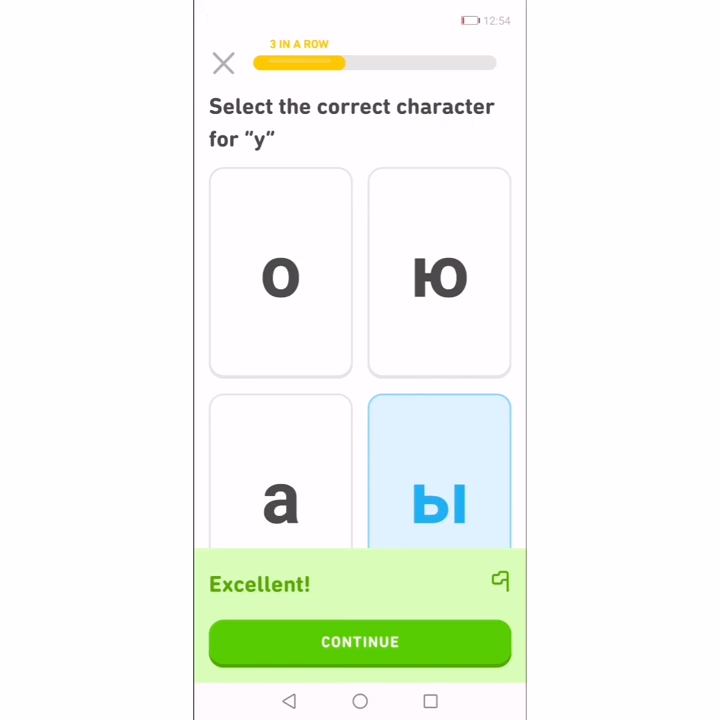 12:54
3 IN A ROW
Select the correct character
for “y“
о
ю
а
ы
Excellent!
CONTINUE